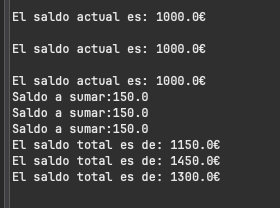 El saldo actual es: 1000.0€
El saldo actual es: 1000.0€
El saldo actual es: 1000.0€
Saldo a sumar:150.0
Saldo a sumar:150.0
Saldo a sumar:150.0
El saldo total es de: 1150.0€
El saldo total es de: 1450.0€
El saldo total es de: 1300.0€